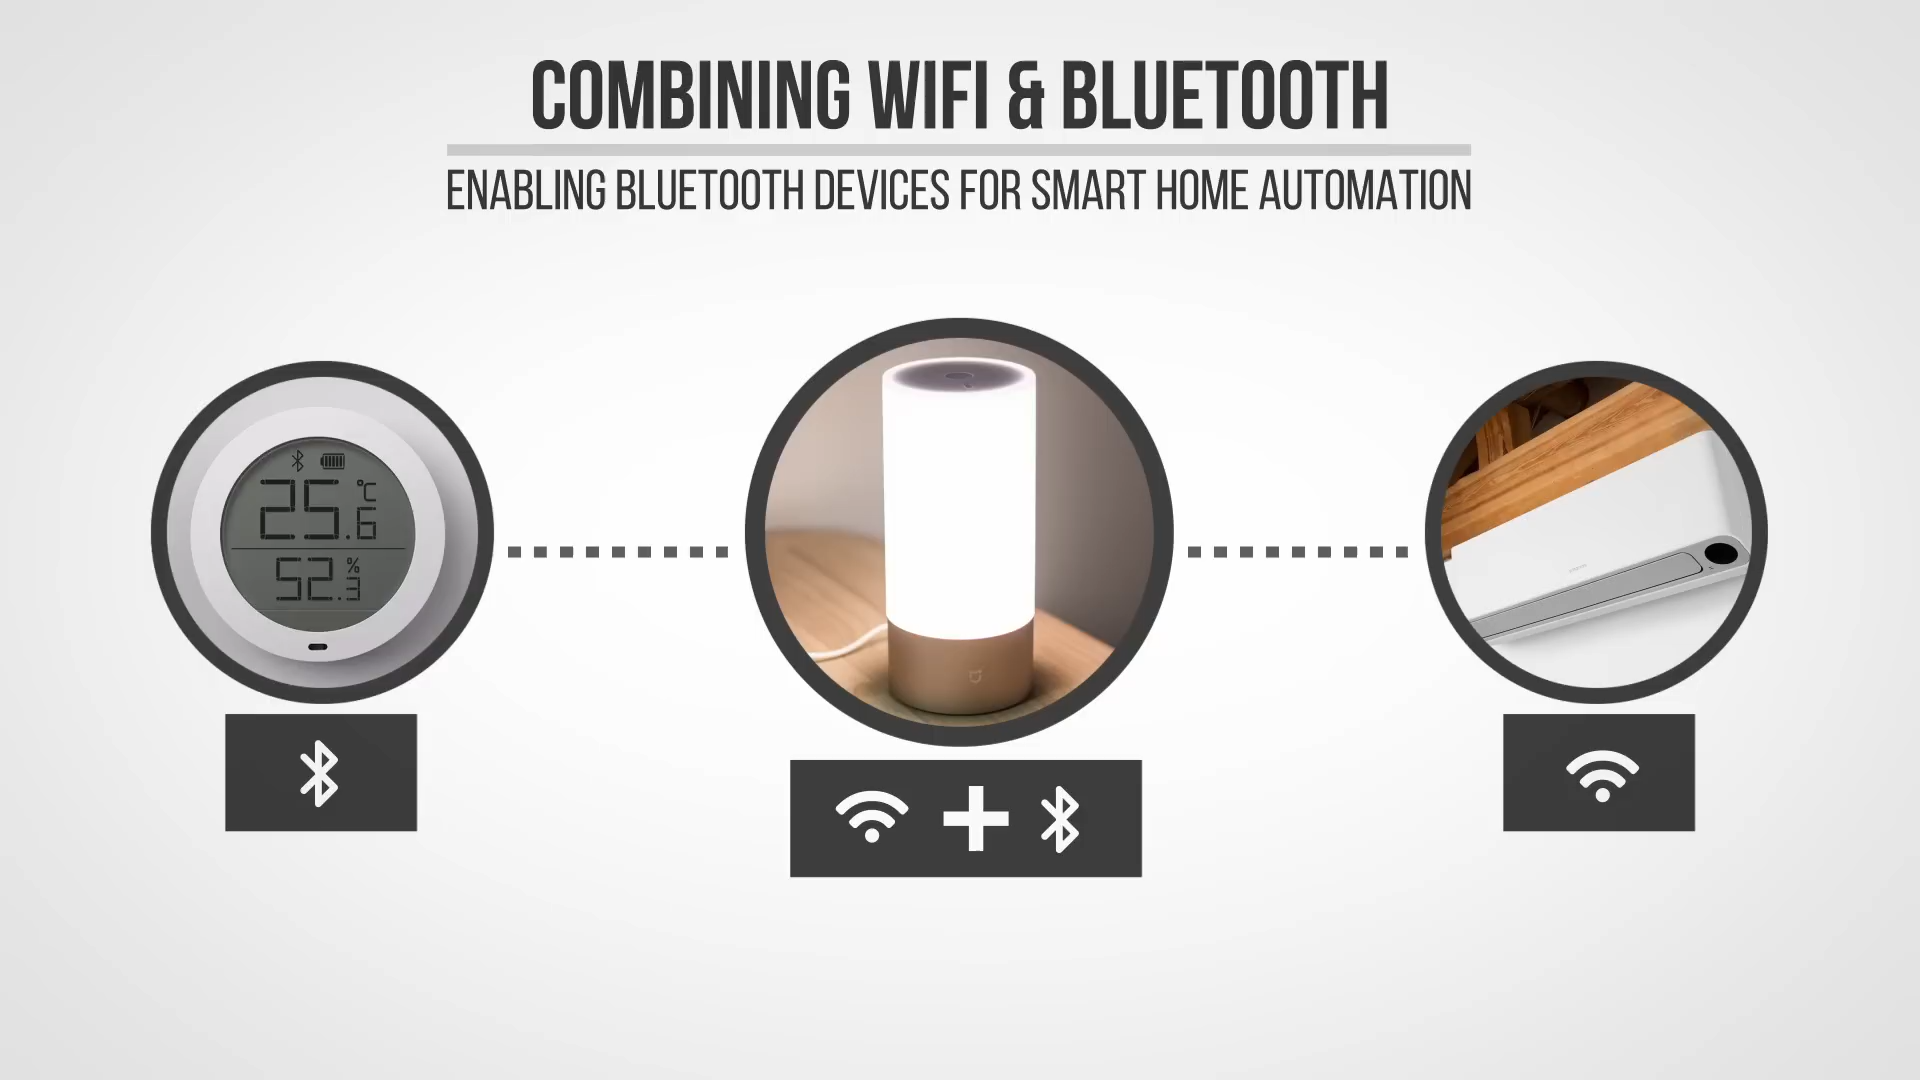 COMBINING WIFI & BLUETOOTH
ENABLING BLUETOOTH DEVICES FOR SMART HOME AUTOMATION
25.6 °C
52.3 %